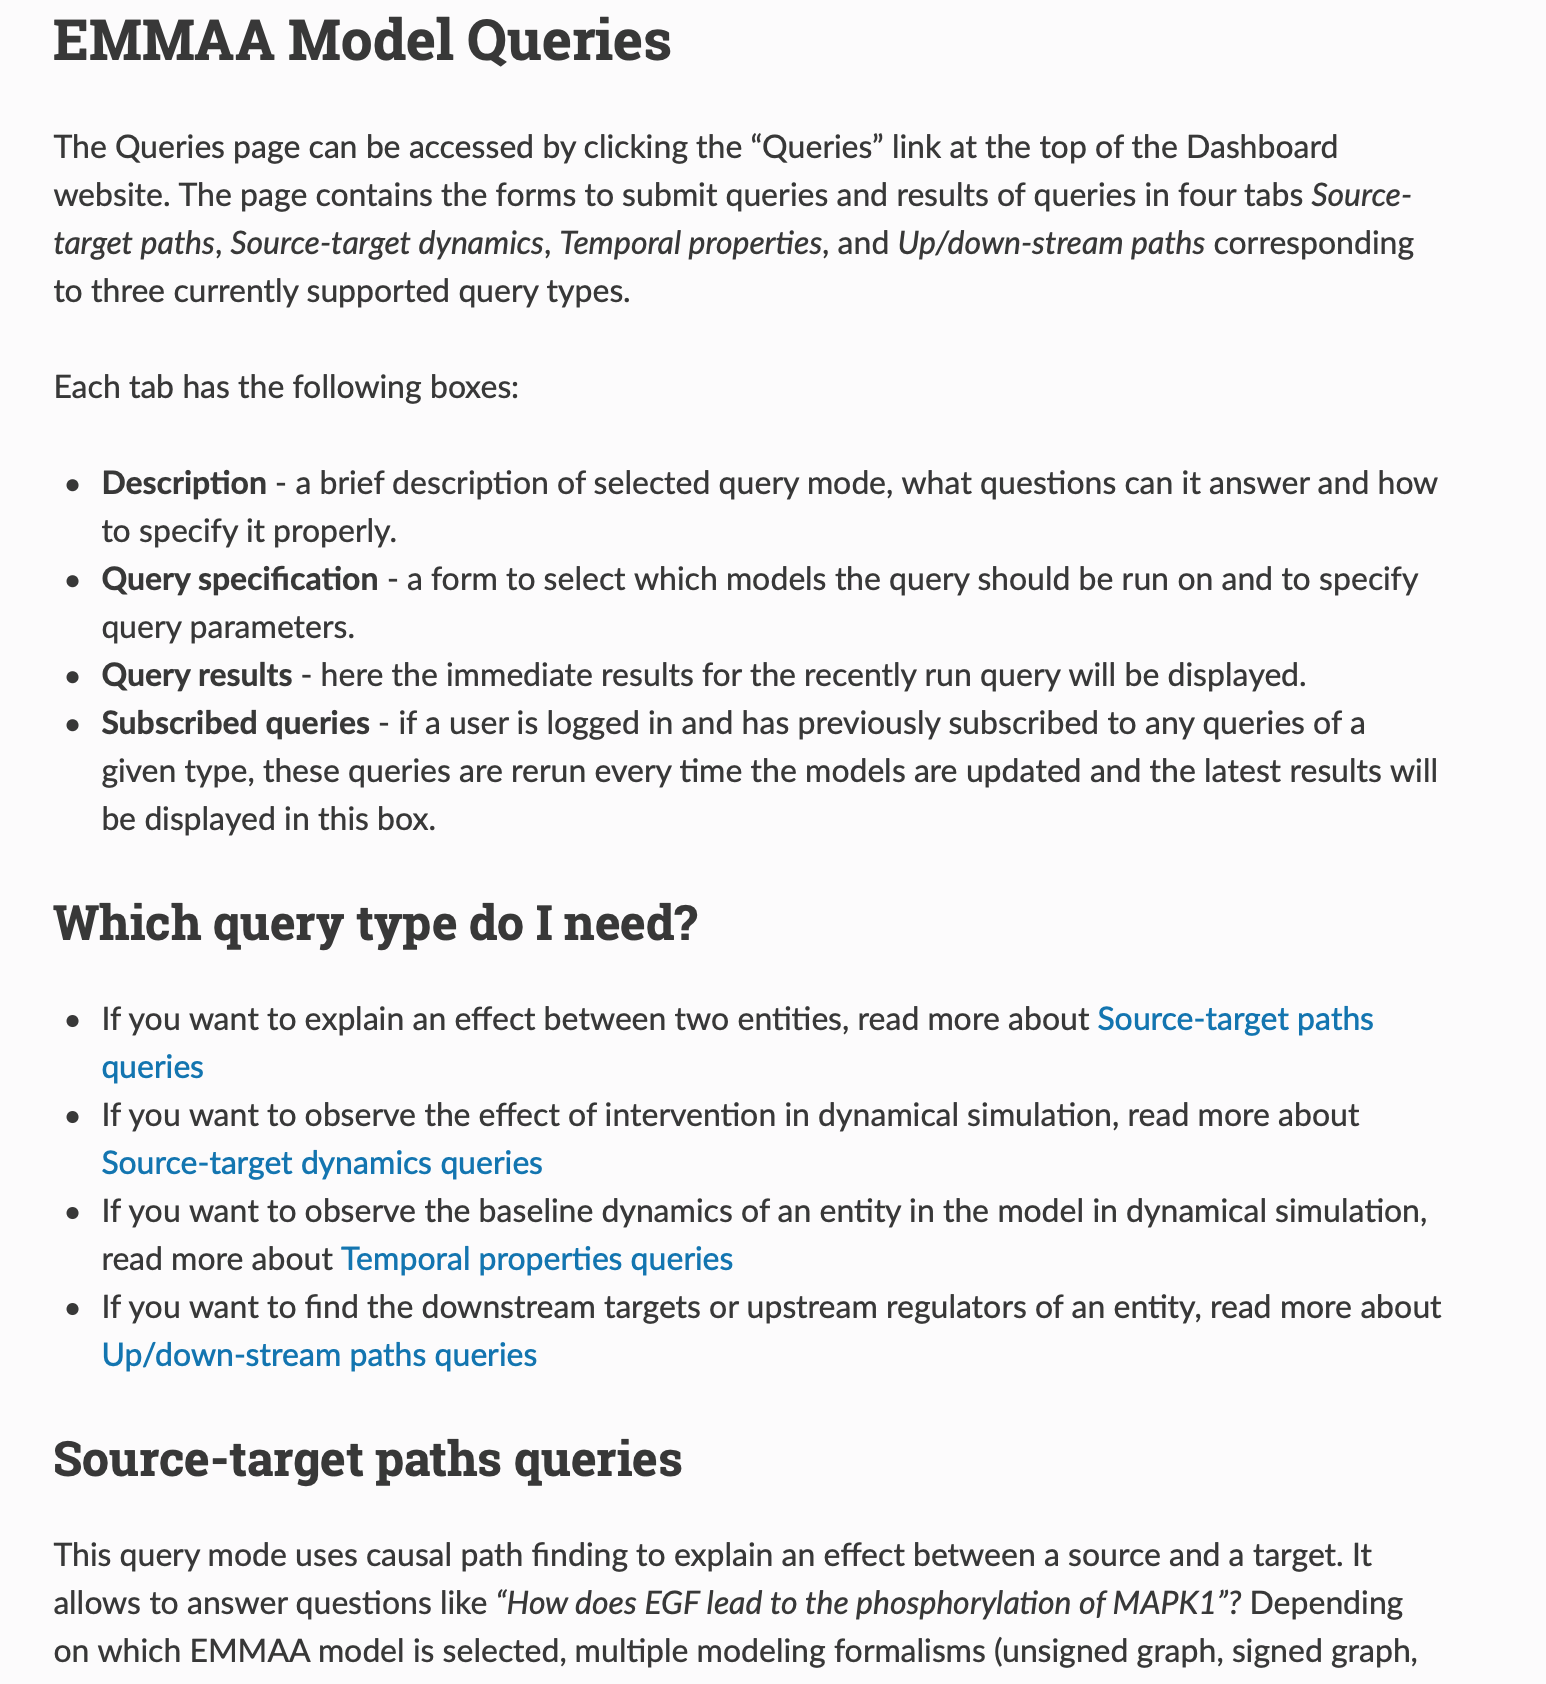 EMMAA Model Queries
The Queries page can be accessed by clicking the “Queries” link at the top of the Dashboard
website. The page contains the forms to submit queries and results of queries in four tabs Source-
target paths, Source-target dynamics, Temporal properties, and Up/down-stream paths corresponding
to three currently supported query types.
Each tab has the following boxes:
• Description - a brief description of selected query mode, what questions can it answer and how
to specify it properly.
• Query specification - a form to select which models the query should be run on and to specify
query parameters.
• Query results - here the immediate results for the recently run query will be displayed.
• Subscribed queries - if a user is logged in and has previously subscribed to any queries of a
given type, these queries are rerun every time the models are updated and the latest results will
be displayed in this box.
Which query type do I need?
• If you want to explain an effect between two entities, read more about Source-target paths
queries
• If you want to observe the effect of intervention in dynamical simulation, read more about
Source-target dynamics queries
• If you want to observe the baseline dynamics of an entity in the model in dynamical simulation,
read more about Temporal properties queries
• If you want to find the downstream targets or upstream regulators of an entity, read more about
Up/down-stream paths queries
Source-target paths queries
This query mode uses causal path finding to explain an effect between a source and a target. It
allows to answer questions like “How does EGF lead to the phosphorylation of MAPK1”? Depending
on which EMMAA model is selected, multiple modeling formalisms (unsigned graph, signed graph,